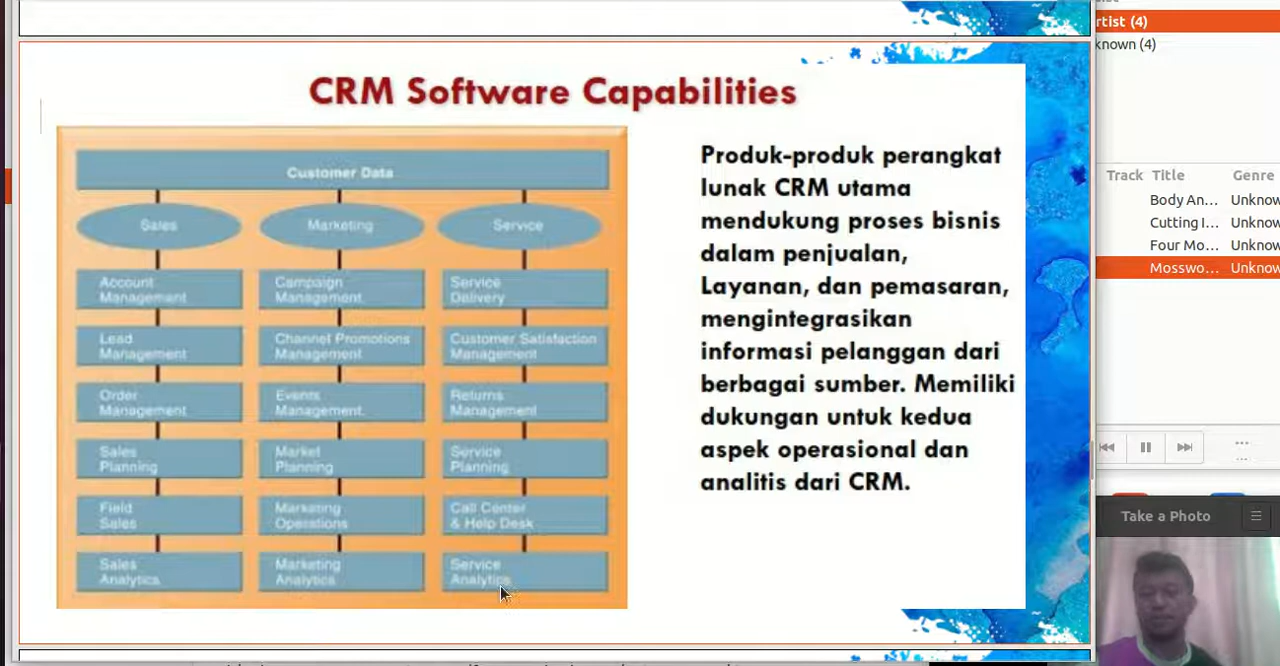 CRM Software Capabilities
Customer Data
Sales
Marketing
Service
Account
Management
Campaign
Management
Service
Delivery
Lead
Management
Channel Promotions
Management
Customer Satisfaction
Management
Order
Management
Events
Management
Returns
Management
Sales
Planning
Market
Planning
Service
Planning
Field
Sales
Marketing
Operations
Call Center
& Help Desk
Sales
Analytics
Marketing
Analytics
Service
Analytics
Produk-produk perangkat
lunak CRM utama
mendukung proses bisnis
dalam penjualan,
Layanan, dan pemasaran,
mengintegrasikan
informasi pelanggan dari
berbagai sumber. Memiliki
dukungan untuk kedua
aspek operasional dan
analitis dari CRM.
rtist (4)
known (4)
Track Title Genre
Body An... Unknow
Cutting I... Unknow
Four Mo... Unknow
Mosswo... Unknow
Take a Photo